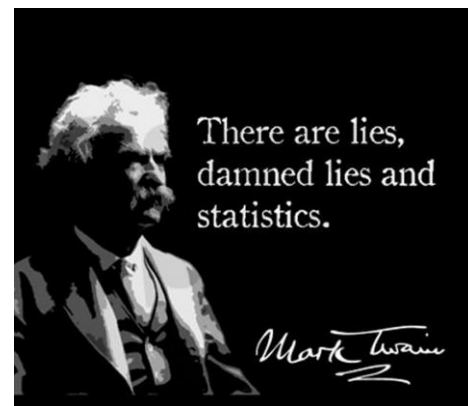 There are lies,
damned lies and
statistics.
Mark Twain